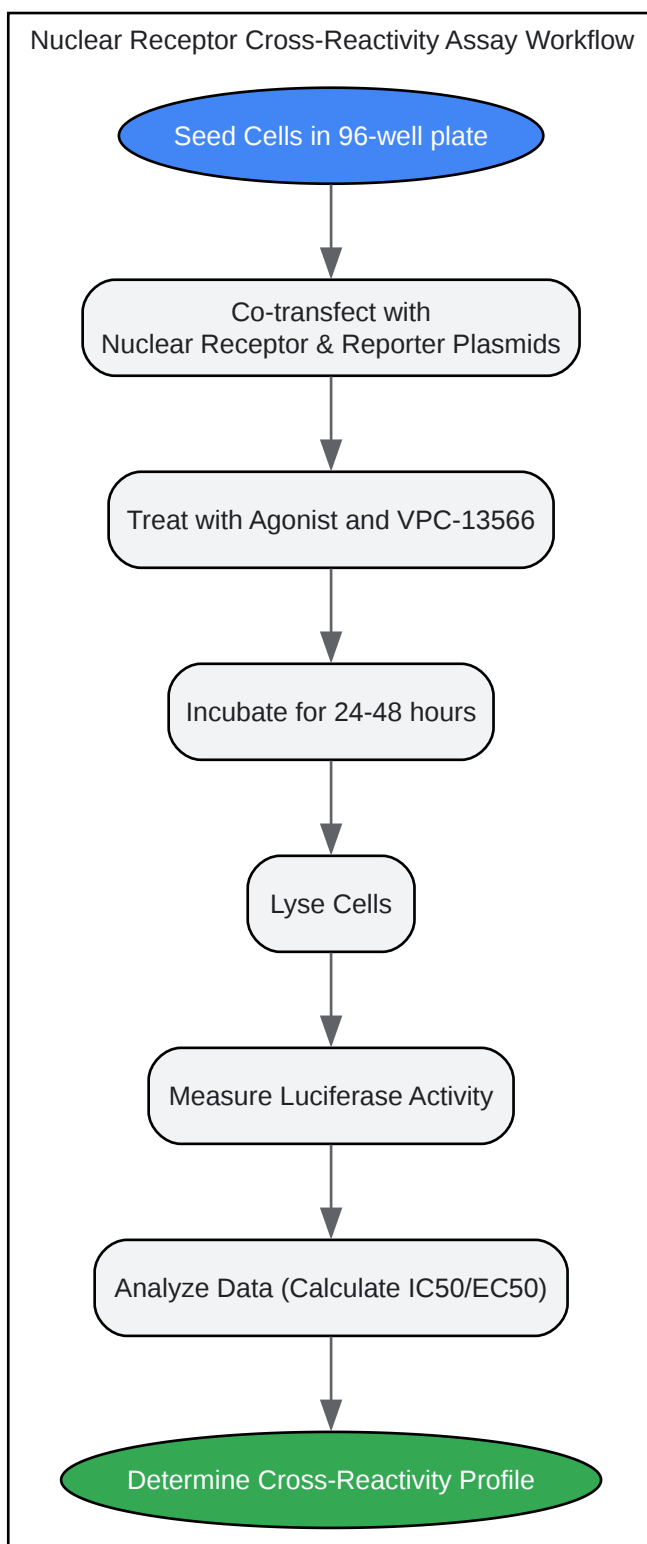 Nuclear Receptor Cross-Reactivity Assay Workflow
Seed Cells in 96-well plate
Co-transfect with
Nuclear Receptor & Reporter Plasmids
Treat with Agonist and VPC-13566
Incubate for 24-48 hours
Lyse Cells
Measure Luciferase Activity
Analyze Data (Calculate IC50/EC50)
Determine Cross-Reactivity Profile